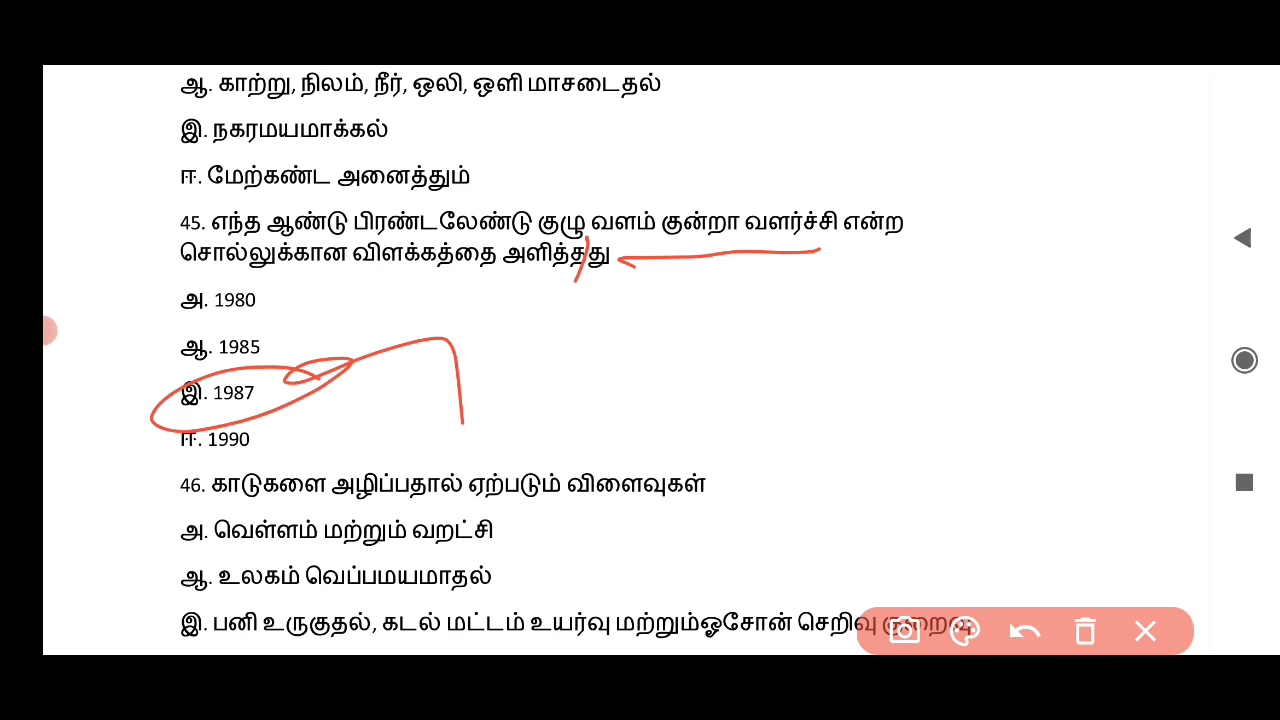 ஆ. காற்று, நிலம், நீர், ஒலி, ஒளி மாசடைதல்
இ. நகரமயமாக்கல்
ஈ. மேற்கண்ட அனைத்தும்
45. எந்த ஆண்டு பிரண்டலேண்டு குழு வளம் குன்றா வளர்ச்சி என்ற
சொல்லுக்கான விளக்கத்தை அளித்தது
அ. 1980
ஆ. 1985
இ. 1987
ஈ. 1990
46. காடுகளை அழிப்பதால் ஏற்படும் விளைவுகள்
அ. வெள்ளம் மற்றும் வறட்சி
ஆ. உலகம் வெப்பமயமாதல்
இ. பனி உருகுதல், கடல் மட்டம் உயர்வு மற்றும்ஓசோன் செறிவு குறைவு